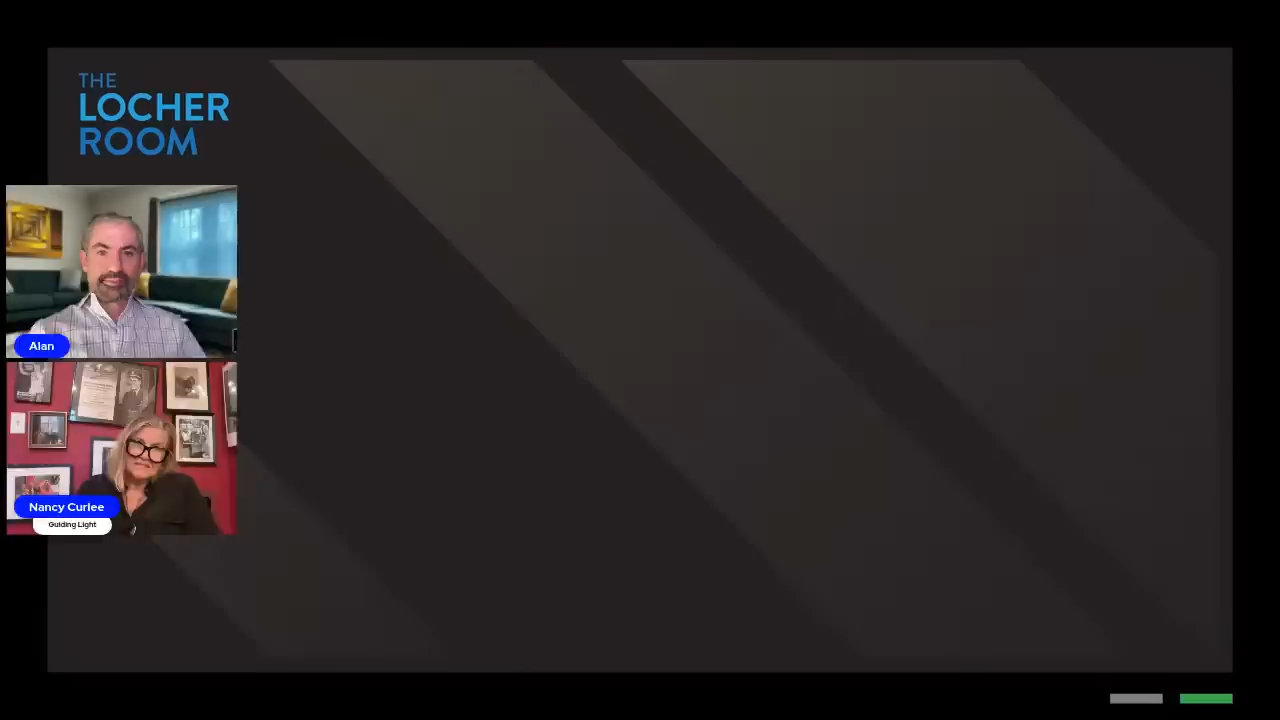 THE
LOCHER
ROOM
Alan
Nancy Curlee
Guiding Light